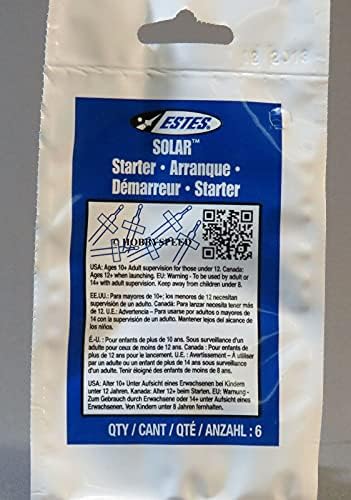 12 2013
ESTES
SOLAR™
Starter • Arranque •
Démarreur • Starter
© HOBBYSPEED
USA: Ages 10+ Adult supervision for those under 12. Canada:
Ages 12+ when launching. EU: Warning - To be used by adult or
14+ with adult supervision. Keep away from children under 8.
EE.UU.: Para mayores de 10+; los menores de 12 necesitan
supervisión de un adulto. Canadá: Para lanzar necesita tener más
de 12. U.E.: Advertencia – Para usarse por adultos o mayores
de 14 con la supervisión de un adulto. Mantener lejos del alcance de
los niños.
É.-U. : Pour enfants de plus de 10 ans. Sous surveillance d'un
adulte pour ceux de moins de 12 ans. Canada : Pour enfants de
plus de 12 ans pour le lancement. U.E. : Avertissement – À utiliser
par un adulte ou un enfant de plus de 14 ans sous surveillance
d'un adulte. Tenir éloigné des enfants de moins de 8 ans.
USA: Alter 10+ Unter Aufsicht eines Erwachsenen bei Kindern
unter 12 Jahren, Kanada: Alter 12+ beim Starten. EU: Warnung -
Zum Gebrauch durch Erwachsene oder 14+ unter Aufsicht eines
Erwachsenen. Von Kindern unter 8 Jahren fernhalten.
QTY / CANT / QTÉ / ANZAHL : 6